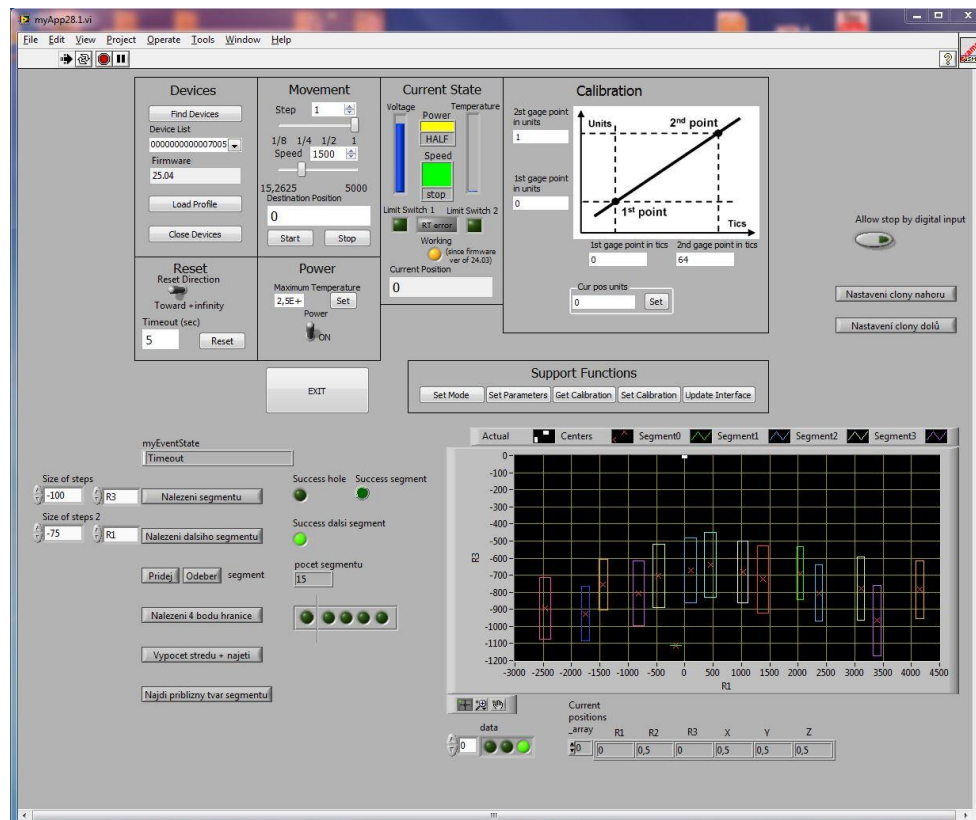 myApp28.1.vi
File Edit View Project Operate Tools Window Help
Devices
Find Devices
Device List
0000000000007005
Firmware
25.04
Load Profile
Close Devices
Movement
Step 1
1/8 1/4 1/2 1
Speed 1500
15,2625 5000
Destination Position
0
Start Stop
Current State
Voltage Power Temperature
HALF
Speed
stop
Limit Switch 1 Limit Switch 2
RT error
Working
(since firmware
ver of 24.03)
Current Position
0
Calibration
2st gage point
in units
1
1st gage point
in units
0
Units
2nd point
1st point
Tics
1st gage point in tics 2nd gage point in tics
0 64
Cur pos units
0 Set
Allow stop by digital input
Nastaveni clony nahoru
Nastavení clony dolů
Reset
Reset Direction
Toward +infinity
Timeout (sec)
5 Reset
Power
Maximum Temperature
2,5E+ Set
Power
ON
EXIT
Support Functions
Set Mode Set Parameters Get Calibration Set Calibration Update Interface
myEventState
Timeout
Size of steps
-100 R3 Nalezeni segmentu
Size of steps 2
-75 R1 Nalezeni dalsiho segmentu
Success hole Success segment
Success dalsi segment
Pridej Odeber segment
pocet segmentu
15
Nalezeni 4 bodu hranice
Vypocet stredu + najeti
Najdi priblizny tvar segmentu
Actual Centers Segment0 Segment1 Segment2 Segment3
0
-100
-200
-300
-400
-500
-600
-700
-800
-900
-1000
-1100
-1200
R3
-3000 -2500 -2000 -1500 -1000 -500 0 500 1000 1500 2000 2500 3000 3500 4000 4500
R1
data
0
Current
positions
_array R1 R2 R3 X Y Z
0 0 0,5 0 0,5 0,5 0,5